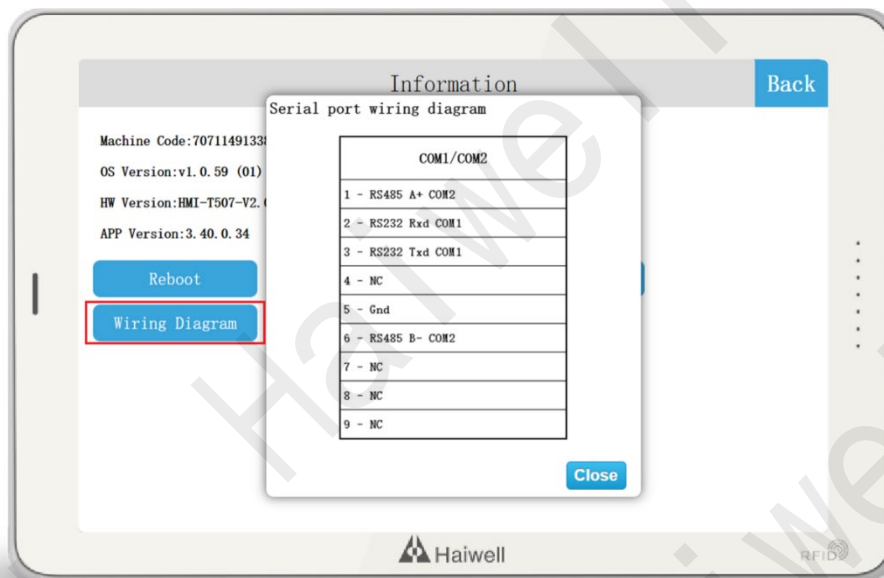 Information
Back
Serial port wiring diagram
Machine Code:7071149133
OS Version:v1.0.59 (01)
HW Version:HMI-T507-V2.
APP Version:3.40.0.34
Reboot
Wiring Diagram
COM1/COM2
1 - RS485 A+ COM2
2 - RS232 Rxd COM1
3 - RS232 Txd COM1
4 - NC
5 - Gnd
6 - RS485 B- COM2
7 - NC
8 - NC
9 - NC
Close
Haiwell
RFID
Haiwell